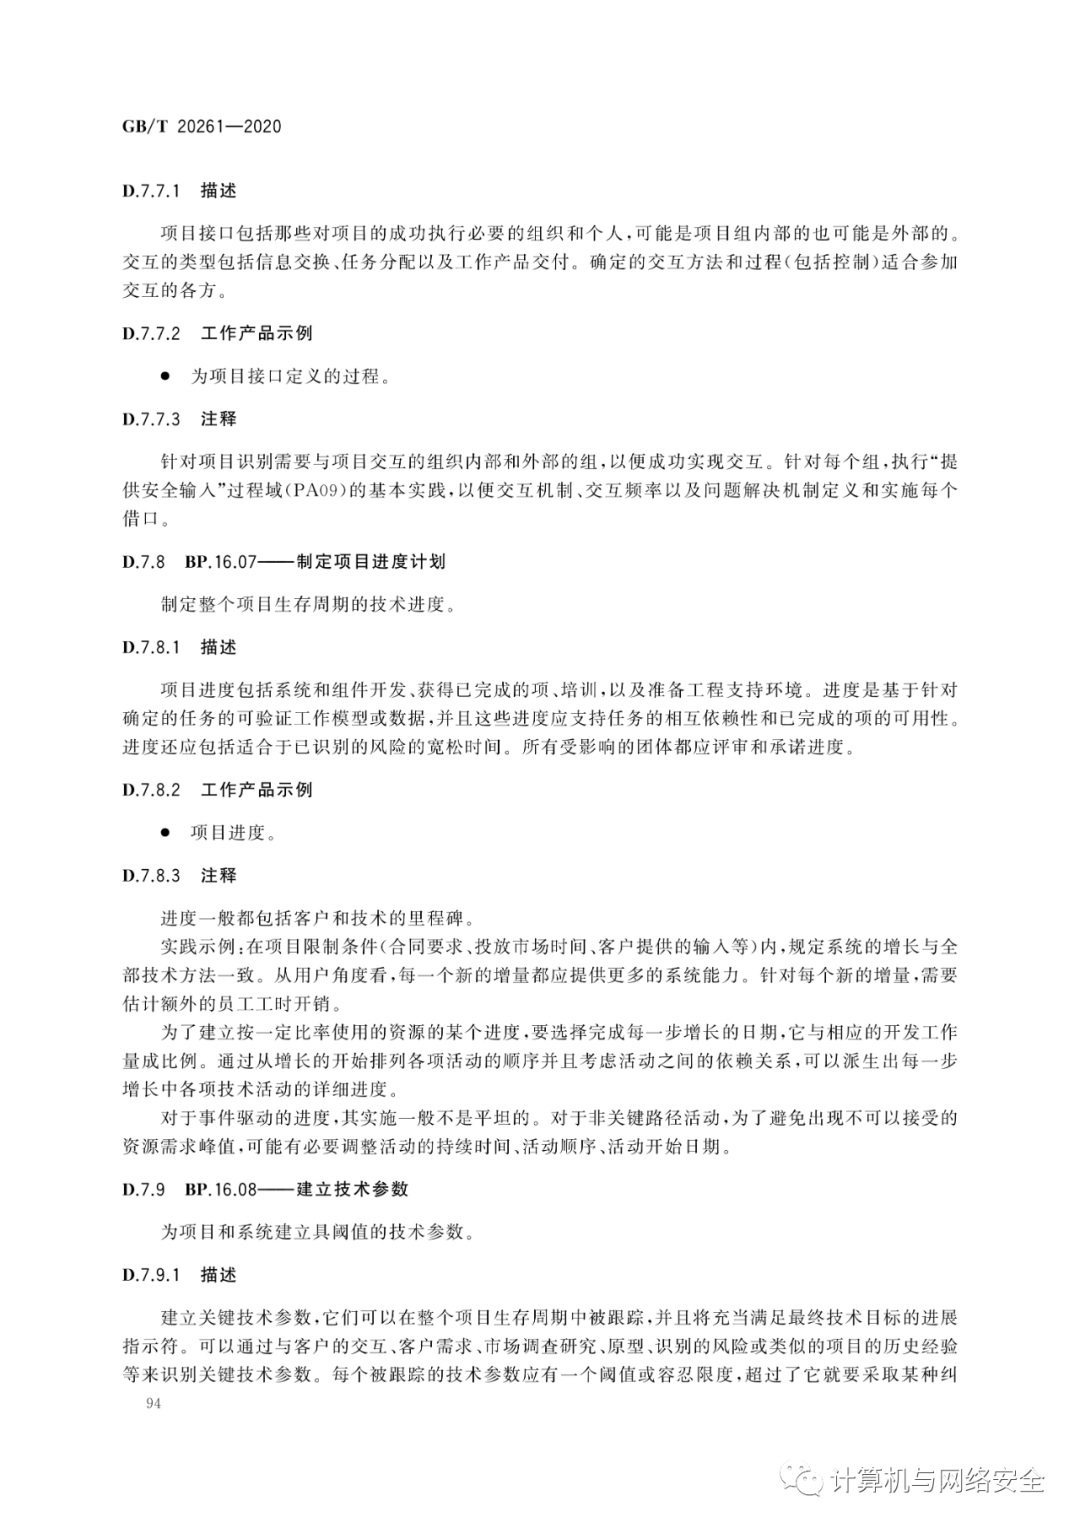 GB/T 20261—2020
D.7.7.1 描述
项目接口包括那些对项目的成功执行必要的组织和个人,可能是项目组内部的也可能是外部的。
交互的类型包括信息交换、任务分配以及工作产品交付。确定的交互方法和过程(包括控制)适合参加
交互的各方。
D.7.7.2 工作产品示例
● 为项目接口定义的过程。
D.7.7.3 注释
针对项目识别需要与项目交互的组织内部和外部的组,以便成功实现交互。针对每个组,执行“提
供安全输入”过程域(PA09)的基本实践,以便交互机制、交互频率以及问题解决机制定义和实施每个
借口。
D.7.8 BP.16.07——制定项目进度计划
制定整个项目生存周期的技术进度。
D.7.8.1 描述
项目进度包括系统和组件开发、获得已完成的项、培训,以及准备工程支持环境。进度是基于针对
确定的任务的可验证工作模型或数据,并且这些进度应支持任务的相互依赖性和已完成的项的可用性。
进度还应包括适合于已识别的风险的宽松时间。所有受影响的团体都应评审和承诺进度。
D.7.8.2 工作产品示例
● 项目进度。
D.7.8.3 注释
进度一般都包括客户和技术的里程碑。
实践示例:在项目限制条件(合同要求、投放市场时间、客户提供的输入等)内,规定系统的增长与全
部技术方法一致。从用户角度看,每一个新的增量都应提供更多的系统能力。针对每个新的增量,需要
估计额外的员工工时开销。
为了建立按一定比率使用的资源的某个进度,要选择完成每一步增长的日期,它与相应的开发工作
量成比例。通过从增长的开始排列各项活动的顺序并且考虑活动之间的依赖关系,可以派生出每一步
增长中各项技术活动的详细进度。
对于事件驱动的进度,其实施一般不是平坦的。对于非关键路径活动,为了避免出现不可以接受的
资源需求峰值,可能有必要调整活动的持续时间、活动顺序、活动开始日期。
D.7.9 BP.16.08——建立技术参数
为项目和系统建立具阈值的技术参数。
D.7.9.1 描述
建立关键技术参数,它们可以在整个项目生存周期中被跟踪,并且将充当满足最终技术目标的进展
指示符。可以通过与客户的交互、客户需求、市场调查研究、原型、识别的风险或类似的项目的历史经验
等来识别关键技术参数。每个被跟踪的技术参数应有一个阈值或容忍限度,超过了它就要采取某种纠
94
计算机与网络安全